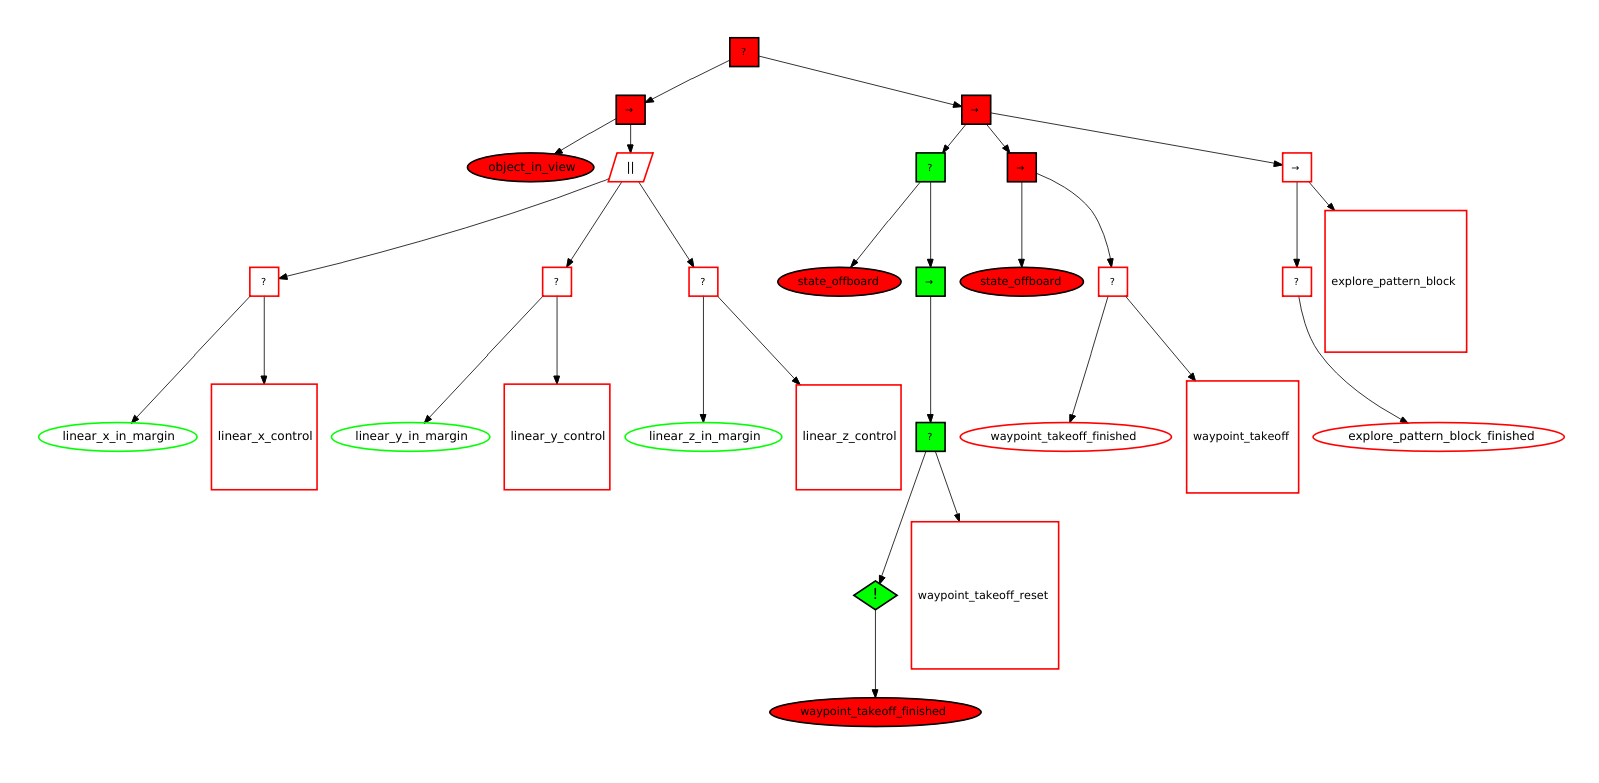 ?
→
→
object_in_view
||
?
→
→
?
?
?
state_offboard
→
state_offboard
?
?
explore_pattern_block
linear_x_in_margin
linear_x_control
linear_y_in_margin
linear_y_control
linear_z_in_margin
linear_z_control
?
waypoint_takeoff_finished
waypoint_takeoff
explore_pattern_block_finished
!
waypoint_takeoff_reset
waypoint_takeoff_finished